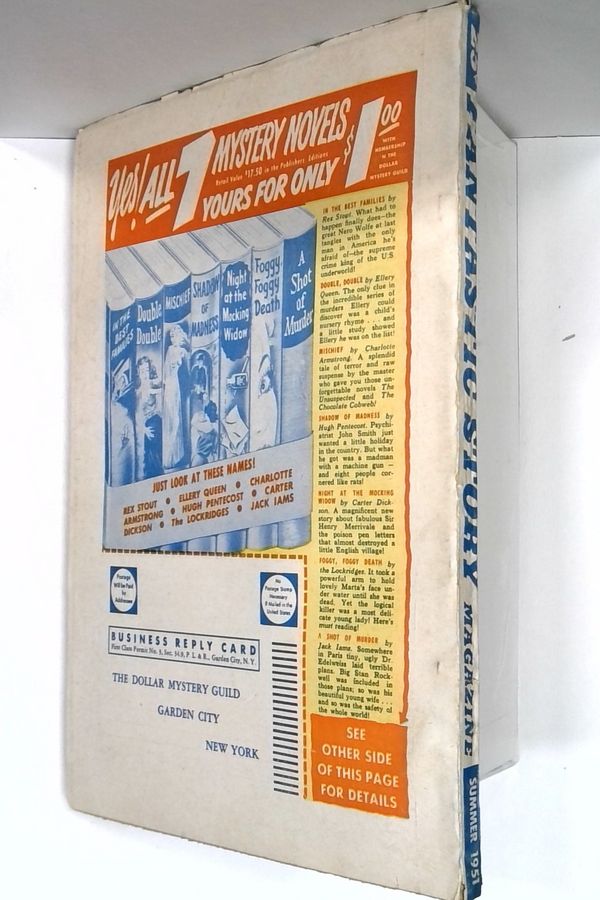 Yes! ALL 7 MYSTERY NOVELS
Retail Value $17.50 in the Publishers' Editions
YOURS FOR ONLY $1.00
WITH
MEMBERSHIP
IN THE
DOLLAR
MYSTERY GUILD
IN THE BEST FAMILIES
Double Double
MISCHIEF
SHADOW OF MADNESS
Night at the Mocking Widow
Foggy, Foggy Death
A Shot of Murder
JUST LOOK AT THESE NAMES!
REX STOUT • ELLERY QUEEN • CHARLOTTE
ARMSTRONG • HUGH PENTECOST • CARTER
DICKSON • The LOCKRIDGES • JACK IAMS
IN THE BEST FAMILIES by
Rex Stout. What had to
happen finally does—the
great Nero Wolfe at last
tangles with the only
man in America he's
afraid of—the supreme
crime king of the U.S
underworld!
DOUBLE, DOUBLE by Ellery
Queen. The only clue in
the incredible series of
murders Ellery could
discover was a child's
nursery rhyme . . . and
a little study showed
Ellery he was on the list!
MISCHIEF by Charlotte
Armstrong. A splendid
tale of terror and raw
suspense by the master
who gave you those un-
forgettable novels The
Unsuspected and The
Chocolate Cobweb!
SHADOW OF MADNESS by
Hugh Pentecost. Psychi-
atrist John Smith just
wanted a little holiday
in the country. But what
he got was a madman
with a machine gun —
and eight people cor-
nered like rats!
NIGHT AT THE MOCKING
WIDOW by Carter Dick-
son. A magnificent new
story about fabulous Sir
Henry Merrivale and
the poison pen letters
that almost destroyed a
little English village!
FOGGY, FOGGY DEATH by
the Lockridges. It took a
powerful arm to hold
lovely Marta's face un-
der water until she was
dead. Yet the logical
killer was a most deli-
cate young lady! Here's
must reading!
A SHOT OF MURDER by
Jack Iams. Somewhere
in Paris tiny, ugly Dr.
Edelweiss laid terrible
plans. Big Stan Rock-
well was included in
those plans; so was his
beautiful young wife . . .
and so was the safety of
the whole world!
Postage
Will be Paid
by
Addressee
No
Postage Stamp
Necessary
If Mailed in the
United States
BUSINESS REPLY CARD
First Class Permit No. 5, Sec. 34.9, P. L. & R., Garden City, N. Y.
THE DOLLAR MYSTERY GUILD
GARDEN CITY
NEW YORK
SEE
OTHER SIDE
OF THIS PAGE
FOR DETAILS
25¢ FANTASTIC STORY MAGAZINE SUMMER 1951